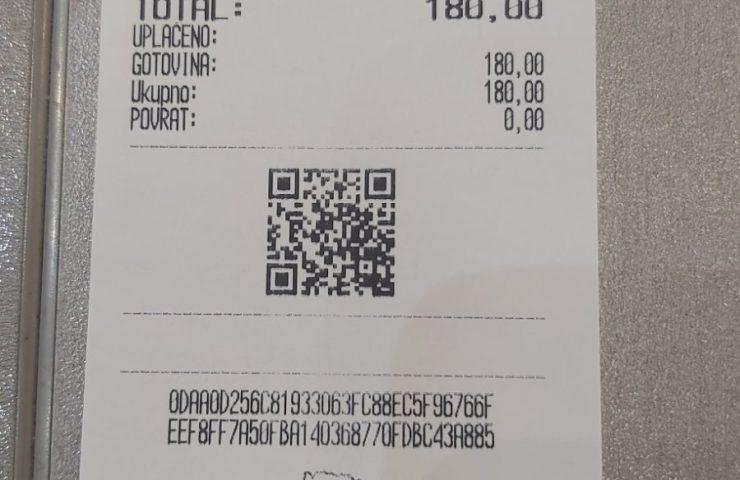 TOTAL: 180,00
UPLAĆENO:
GOTOVINA: 180,00
Ukupno: 180,00
POVRAT: 0,00
0DAA0D256C81933063FC88EC5F96766F
EEF8FF7A50FBA140368770FDBC43A885